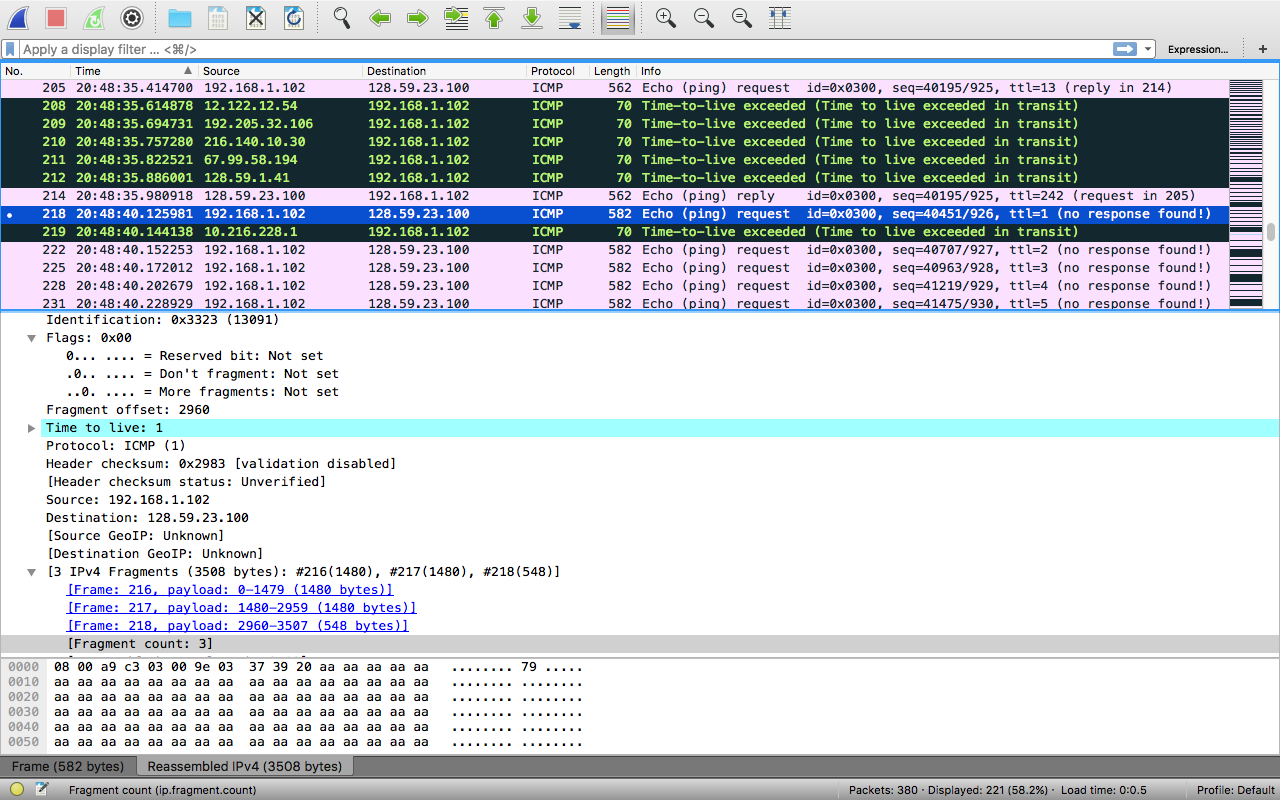 Apply a display filter ... <⌘/>
Expression...
+
No. Time Source Destination Protocol Length Info
205 20:48:35.414700 192.168.1.102 128.59.23.100 ICMP 562 Echo (ping) request id=0x0300, seq=40195/925, ttl=13 (reply in 214)
208 20:48:35.614878 12.122.12.54 192.168.1.102 ICMP 70 Time-to-live exceeded (Time to live exceeded in transit)
209 20:48:35.694731 192.205.32.106 192.168.1.102 ICMP 70 Time-to-live exceeded (Time to live exceeded in transit)
210 20:48:35.757280 216.140.10.30 192.168.1.102 ICMP 70 Time-to-live exceeded (Time to live exceeded in transit)
211 20:48:35.822521 67.99.58.194 192.168.1.102 ICMP 70 Time-to-live exceeded (Time to live exceeded in transit)
212 20:48:35.886001 128.59.1.41 192.168.1.102 ICMP 70 Time-to-live exceeded (Time to live exceeded in transit)
214 20:48:35.980918 128.59.23.100 192.168.1.102 ICMP 562 Echo (ping) reply id=0x0300, seq=40195/925, ttl=242 (request in 205)
218 20:48:40.125981 192.168.1.102 128.59.23.100 ICMP 582 Echo (ping) request id=0x0300, seq=40451/926, ttl=1 (no response found!)
219 20:48:40.144138 10.216.228.1 192.168.1.102 ICMP 70 Time-to-live exceeded (Time to live exceeded in transit)
222 20:48:40.152253 192.168.1.102 128.59.23.100 ICMP 582 Echo (ping) request id=0x0300, seq=40707/927, ttl=2 (no response found!)
225 20:48:40.172012 192.168.1.102 128.59.23.100 ICMP 582 Echo (ping) request id=0x0300, seq=40963/928, ttl=3 (no response found!)
228 20:48:40.202679 192.168.1.102 128.59.23.100 ICMP 582 Echo (ping) request id=0x0300, seq=41219/929, ttl=4 (no response found!)
231 20:48:40.228929 192.168.1.102 128.59.23.100 ICMP 582 Echo (ping) request id=0x0300, seq=41475/930, ttl=5 (no response found!)
Identification: 0x3323 (13091)
Flags: 0x00
0... .... = Reserved bit: Not set
.0.. .... = Don't fragment: Not set
..0. .... = More fragments: Not set
Fragment offset: 2960
Time to live: 1
Protocol: ICMP (1)
Header checksum: 0x2983 [validation disabled]
[Header checksum status: Unverified]
Source: 192.168.1.102
Destination: 128.59.23.100
[Source GeoIP: Unknown]
[Destination GeoIP: Unknown]
[3 IPv4 Fragments (3508 bytes): #216(1480), #217(1480), #218(548)]
[Frame: 216, payload: 0-1479 (1480 bytes)]
[Frame: 217, payload: 1480-2959 (1480 bytes)]
[Frame: 218, payload: 2960-3507 (548 bytes)]
[Fragment count: 3]
0000 08 00 a9 c3 03 00 9e 03 37 39 20 aa aa aa aa aa ........ 79 .....
0010 aa aa aa aa aa aa aa aa aa aa aa aa aa aa aa aa ........ ........
0020 aa aa aa aa aa aa aa aa aa aa aa aa aa aa aa aa ........ ........
0030 aa aa aa aa aa aa aa aa aa aa aa aa aa aa aa aa ........ ........
0040 aa aa aa aa aa aa aa aa aa aa aa aa aa aa aa aa ........ ........
0050 aa aa aa aa aa aa aa aa aa aa aa aa aa aa aa aa ........ ........
Frame (582 bytes) Reassembled IPv4 (3508 bytes)
Fragment count (ip.fragment.count) Packets: 380 · Displayed: 221 (58.2%) · Load time: 0:0.5 Profile: Default